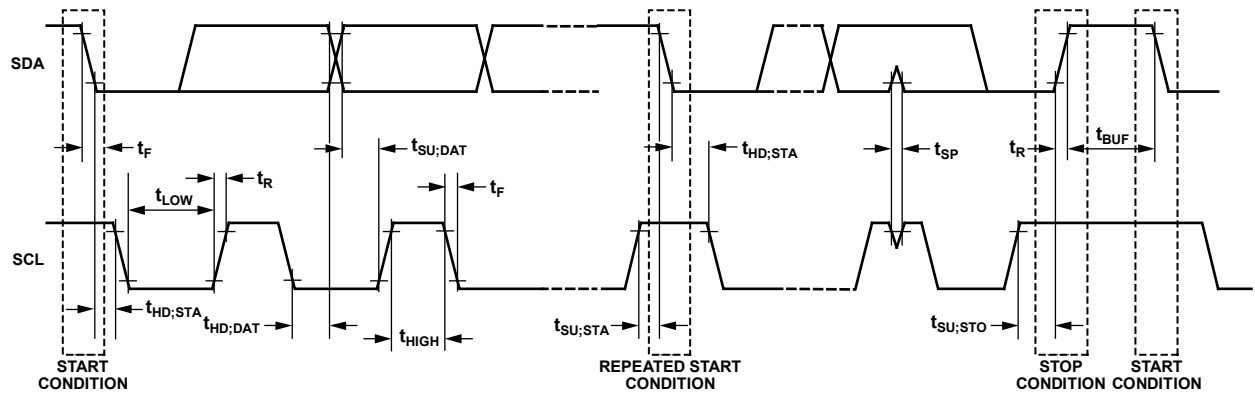 SDA
t_F
t_SU;DAT
t_HD;STA
t_SP
t_R
t_BUF
t_LOW
t_R
t_F
SCL
t_HD;STA
t_HD;DAT
t_HIGH
t_SU;STA
t_SU;STO
START
CONDITION
REPEATED START
CONDITION
STOP
CONDITION
START
CONDITION